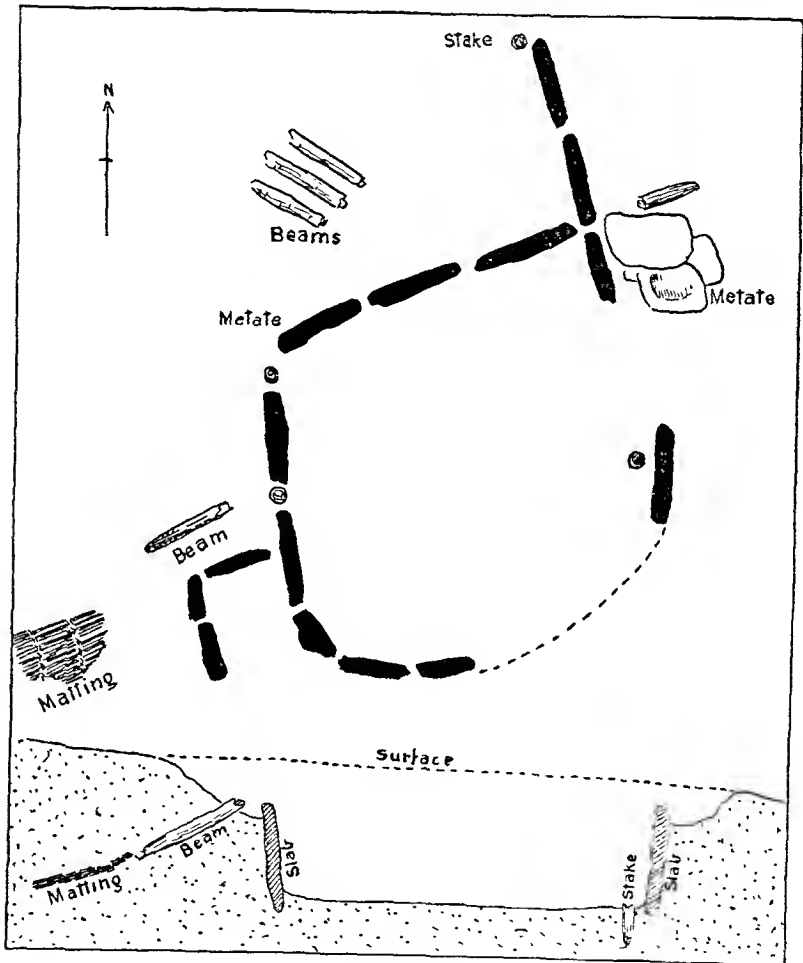 Stake
N
Beams
Metate
Metate
Beam
Matting
Surface
Beam
Slab
Stake
Slab
Matting